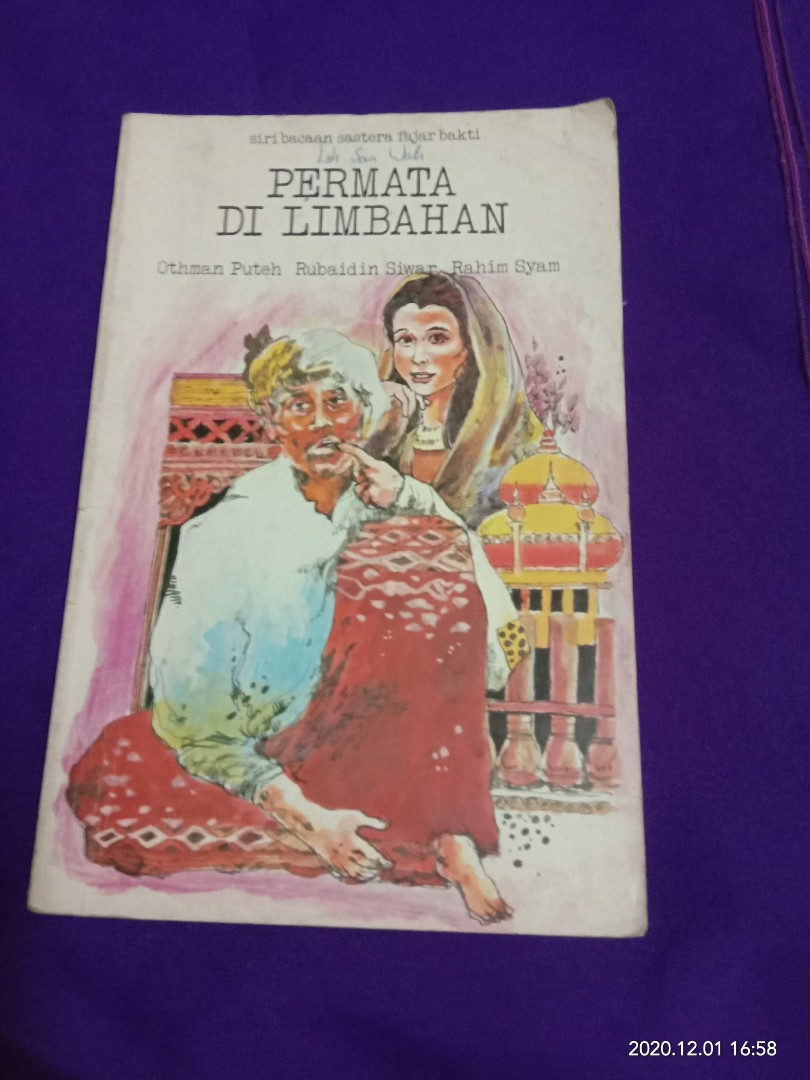 siri bacaan sastera fajar bakti
PERMATA
DI LIMBAHAN
Othman Puteh Rubaidin Siwar Rahim Syam
2020.12.01 16:58